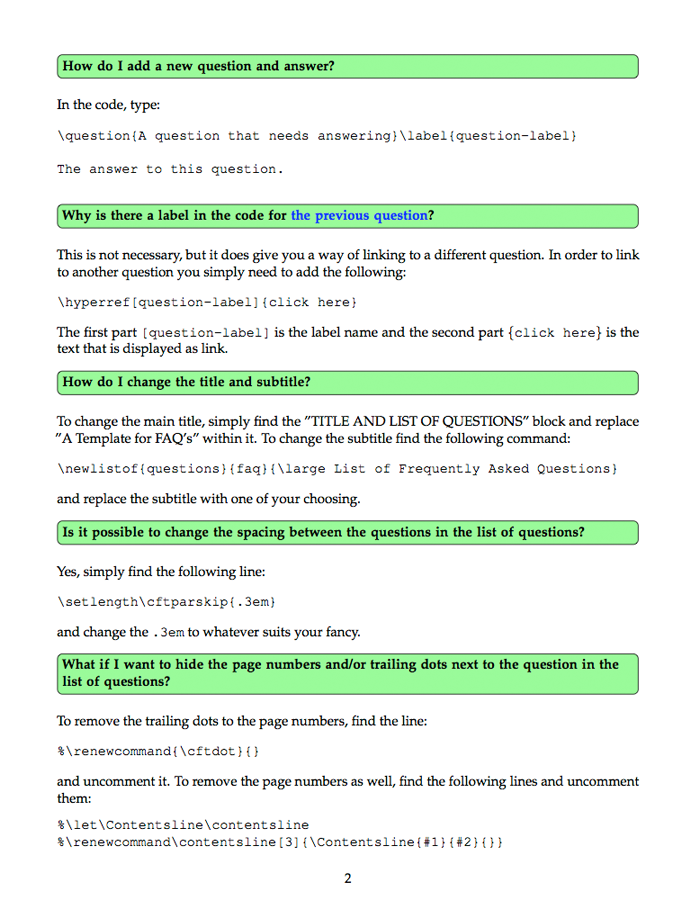 How do I add a new question and answer?
In the code, type:
\question{A question that needs answering}\label{question-label}
The answer to this question.
Why is there a label in the code for the previous question?
This is not necessary, but it does give you a way of linking to a different question. In order to link
to another question you simply need to add the following:
\hyperref[question-label]{click here}
The first part [question-label] is the label name and the second part {click here} is the
text that is displayed as link.
How do I change the title and subtitle?
To change the main title, simply find the ”TITLE AND LIST OF QUESTIONS” block and replace
”A Template for FAQ’s” within it. To change the subtitle find the following command:
\newlistof{questions}{faq}{\large List of Frequently Asked Questions}
and replace the subtitle with one of your choosing.
Is it possible to change the spacing between the questions in the list of questions?
Yes, simply find the following line:
\setlength\cftparskip{.3em}
and change the .3em to whatever suits your fancy.
What if I want to hide the page numbers and/or trailing dots next to the question in the
list of questions?
To remove the trailing dots to the page numbers, find the line:
%\renewcommand{\cftdot}{}
and uncomment it. To remove the page numbers as well, find the following lines and uncomment
them:
%\let\Contentsline\contentsline
%\renewcommand\contentsline[3]{\Contentsline{#1}{#2}{}}
2